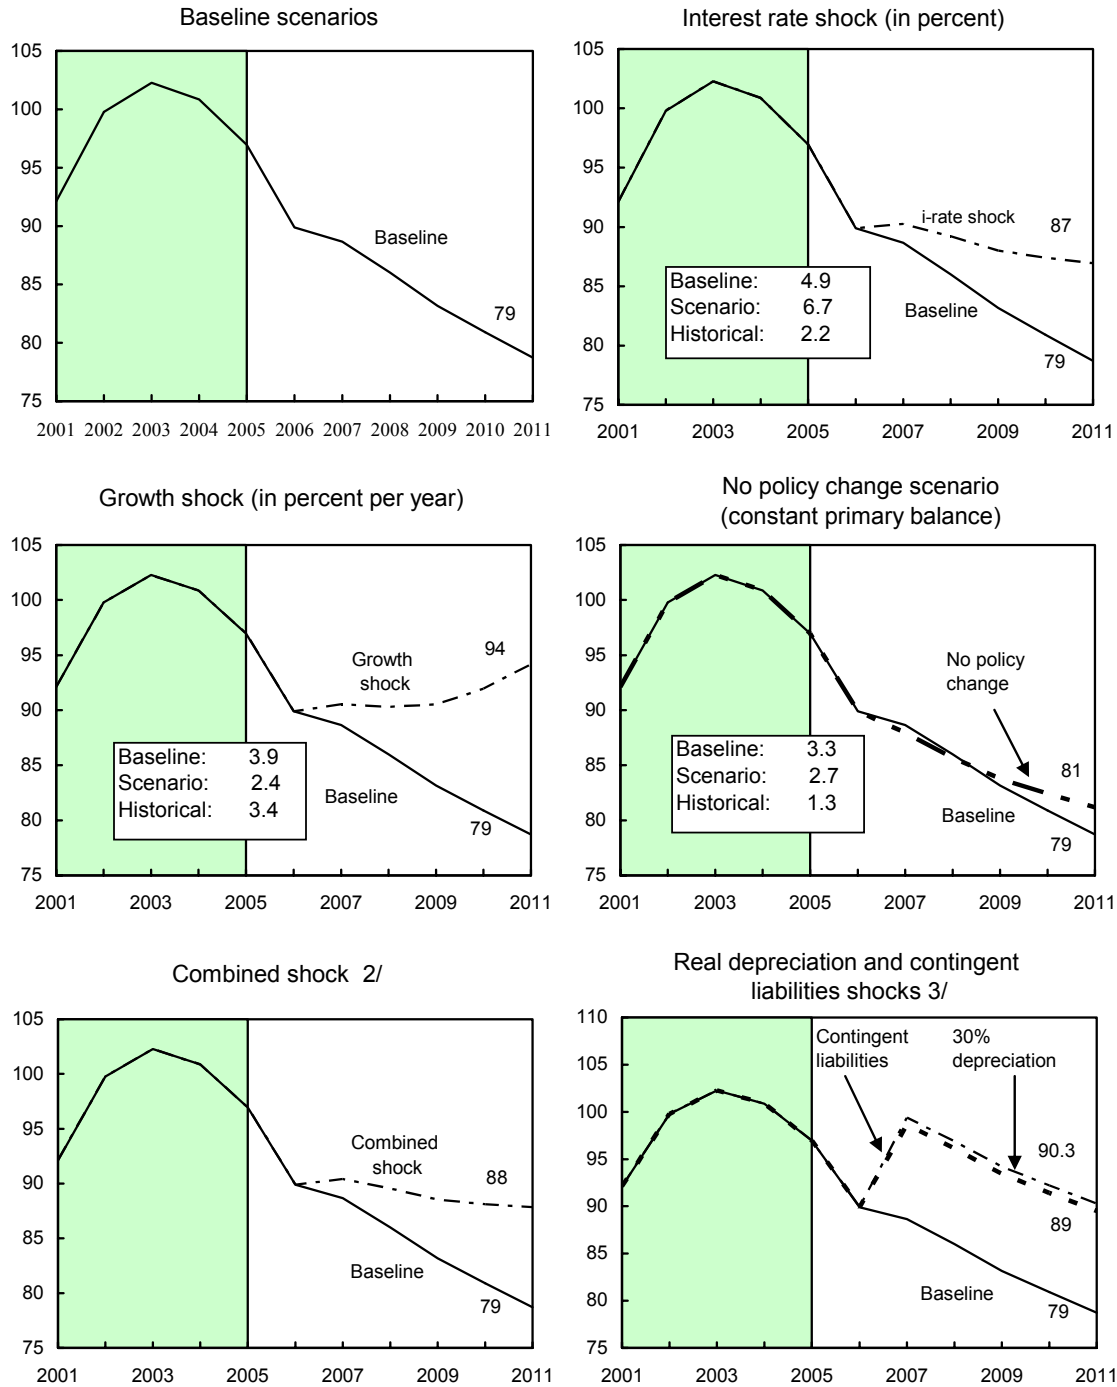 Baseline scenarios
105
100
95
90
85
80
75
Baseline
79
2001 2002 2003 2004 2005 2006 2007 2008 2009 2010 2011
Interest rate shock (in percent)
105
100
95
90
85
80
75
i-rate shock
87
Baseline: 4.9
Scenario: 6.7
Historical: 2.2
Baseline
79
2001 2003 2005 2007 2009 2011
Growth shock (in percent per year)
105
100
95
90
85
80
75
Growth
shock
94
Baseline: 3.9
Scenario: 2.4
Historical: 3.4
Baseline
79
2001 2003 2005 2007 2009 2011
No policy change scenario
(constant primary balance)
105
100
95
90
85
80
75
No policy
change
81
Baseline: 3.3
Scenario: 2.7
Historical: 1.3
Baseline
79
2001 2003 2005 2007 2009 2011
Combined shock 2/
105
100
95
90
85
80
75
Combined
shock
88
Baseline
79
2001 2003 2005 2007 2009 2011
Real depreciation and contingent
liabilities shocks 3/
110
105
100
95
90
85
80
75
Contingent
liabilities
30%
depreciation
90.3
89
Baseline
79
2001 2003 2005 2007 2009 2011